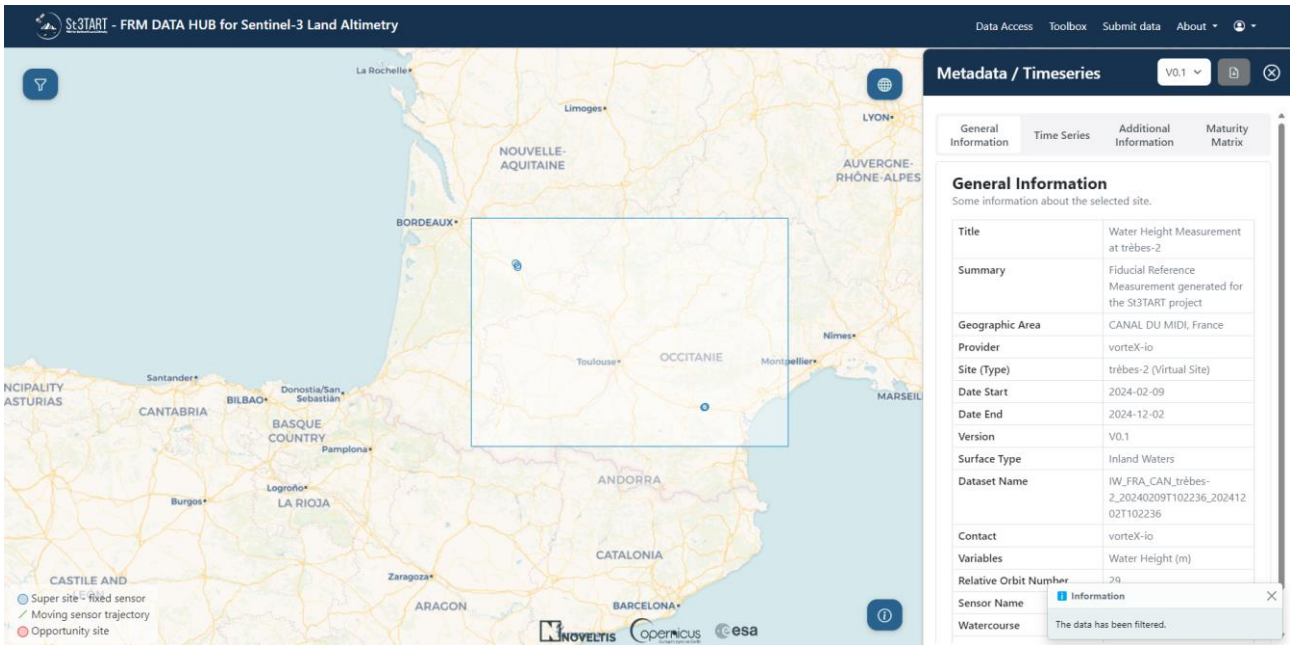 St3TART - FRM DATA HUB for Sentinel-3 Land Altimetry
Data Access Toolbox Submit data About
Metadata / Timeseries
V0.1
General Information
Time Series
Additional Information
Maturity Matrix
General Information
Some information about the selected site.
Title Water Height Measurement
at trèbes-2
Summary Fiducial Reference
Measurement generated for
the St3TART project
Geographic Area CANAL DU MIDI, France
Provider vorteX-io
Site (Type) trèbes-2 (Virtual Site)
Date Start 2024-02-09
Date End 2024-12-02
Version V0.1
Surface Type Inland Waters
Dataset Name IW_FRA_CAN_trèbes-
2_20240209T102236_202412
02T102236
Contact vorteX-io
Variables Water Height (m)
Relative Orbit Number 29
Sensor Name
Watercourse
Information
The data has been filtered.
La Rochelle
Limoges
LYON
NOUVELLE-
AQUITAINE
AUVERGNE-
RHÔNE-ALPES
BORDEAUX
Nîmes
Toulouse
OCCITANIE
Montpellier
MARSEIL
NCIPALITY
ASTURIAS
Santander
CANTABRIA
BILBAO
Donostia/San
Sebastián
BASQUE
COUNTRY
Pamplona
ANDORRA
Logroño
LA RIOJA
Burgos
CATALONIA
CASTILE AND
Zaragoza
ARAGON
BARCELONA
Super site - fixed sensor
Moving sensor trajectory
Opportunity site
NOVELTIS
opernicus
esa